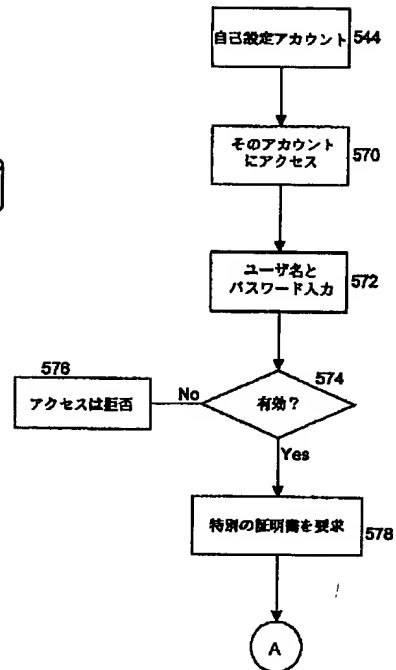 自己設定アカウント 544
そのアカウント
にアクセス 570
ユーザ名と
パスワード入力 572
576
アクセスは拒否
No
574
有効?
Yes
特別の証明書を要求 578
A